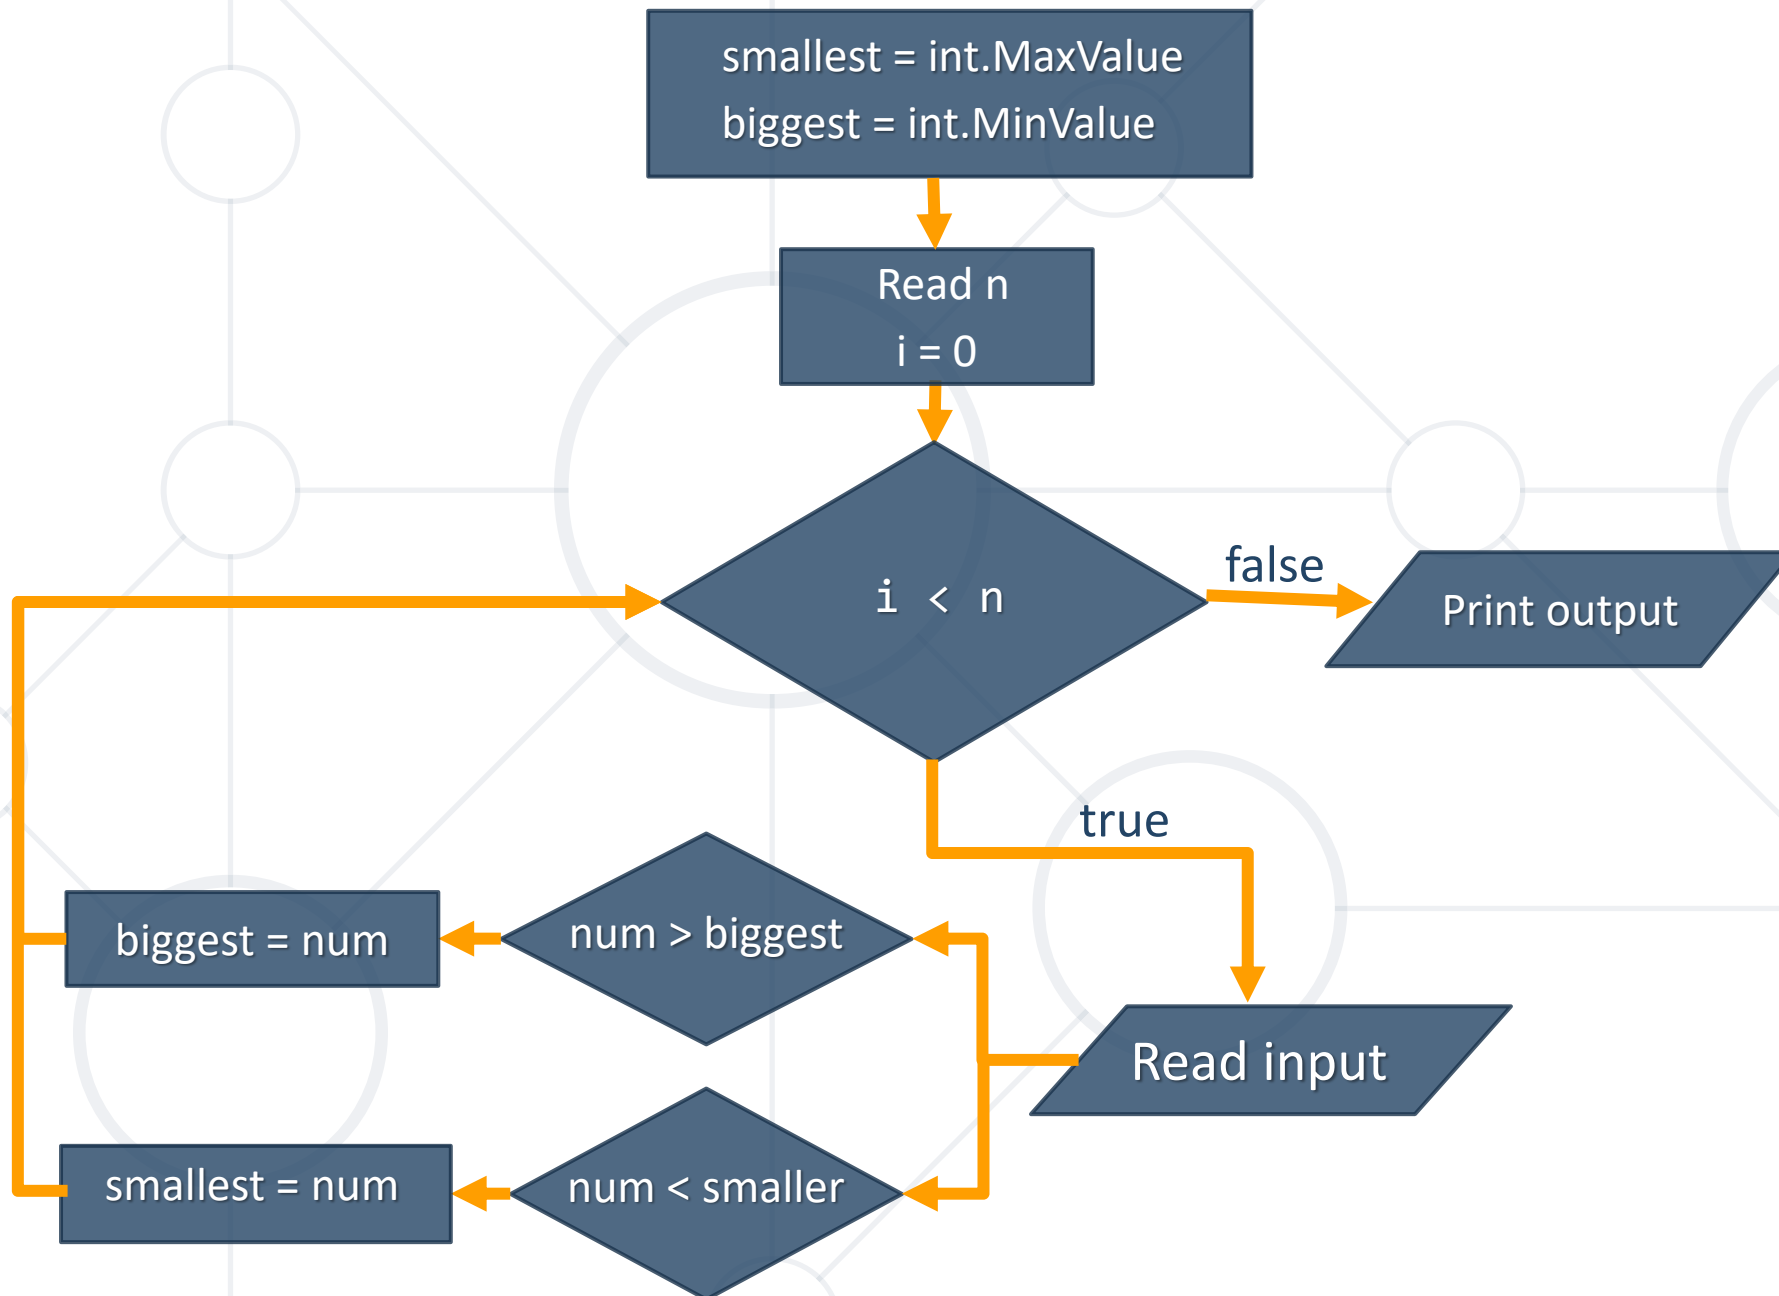 smallest = int.MaxValue
biggest = int.MinValue
Read n
i = 0
i < n
false
Print output
true
biggest = num
num > biggest
Read input
smallest = num
num < smaller